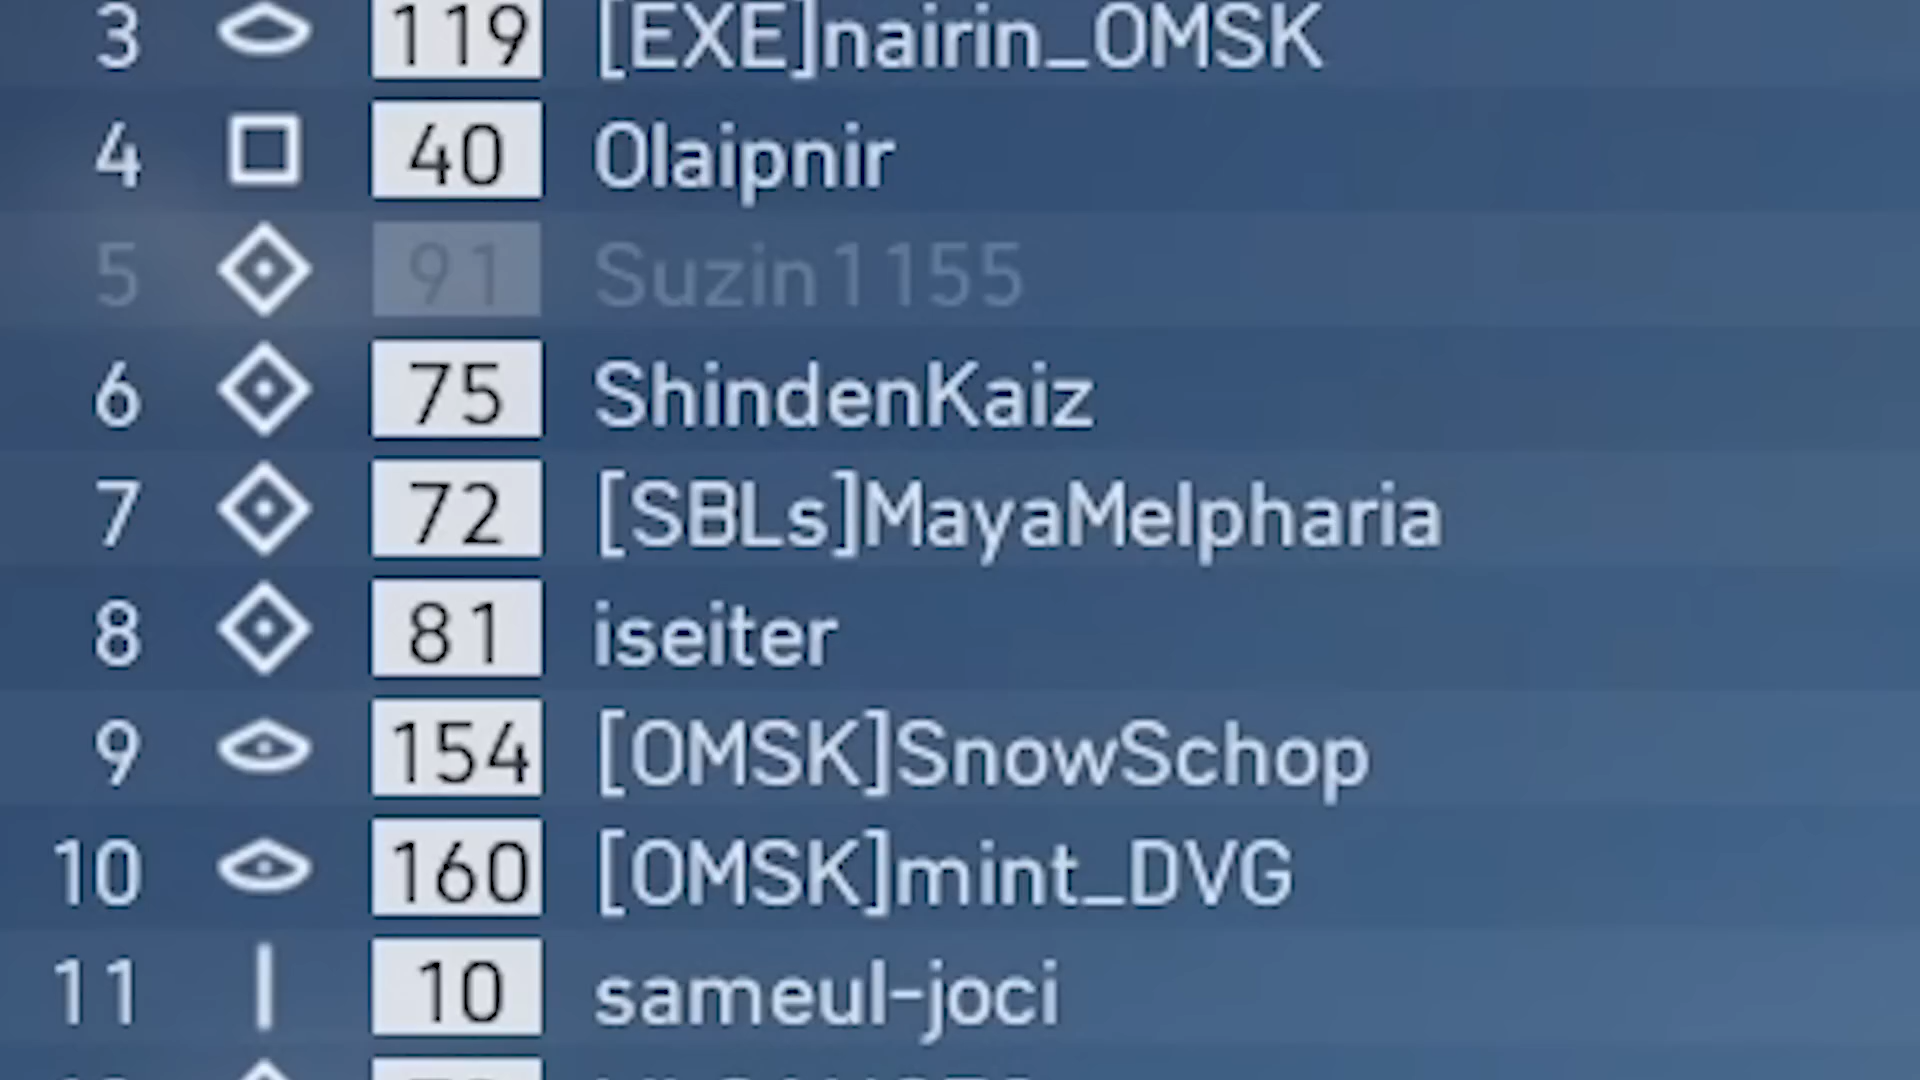 3 119 [EXE]nairin_OMSK
4 40 Olaipnir
5 91 Suzin1155
6 75 ShindenKaiz
7 72 [SBLs]MayaMelpharia
8 81 iseiter
9 154 [OMSK]SnowSchop
10 160 [OMSK]mint_DVG
11 10 sameul-joci